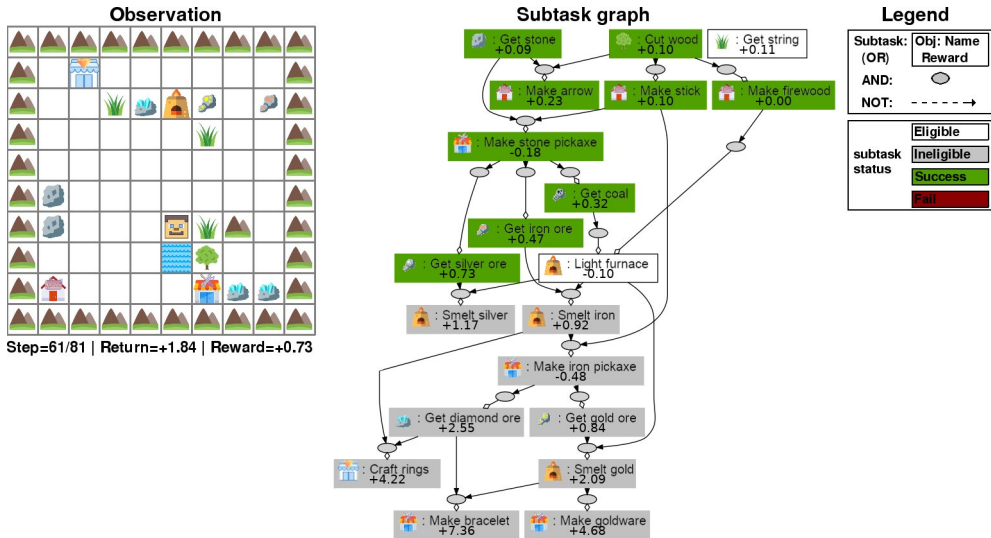 Observation
Subtask graph
Legend
: Get stone
+0.09
: Cut wood
+0.10
: Get string
+0.11
: Make arrow
+0.23
: Make stick
+0.10
: Make firewood
+0.00
: Make stone pickaxe
-0.18
: Get coal
+0.32
: Get iron ore
+0.47
: Get silver ore
+0.73
: Light furnace
-0.10
: Smelt silver
+1.17
: Smelt iron
+0.92
: Make iron pickaxe
-0.48
: Get diamond ore
+2.55
: Get gold ore
+0.84
: Craft rings
+4.22
: Smelt gold
+2.09
: Make bracelet
+7.36
: Make goldware
+4.68
Subtask:
Obj: Name
(OR)
Reward
AND:
NOT:
subtask
status
Eligible
Ineligible
Success
Fail
Step=61/81 | Return=+1.84 | Reward=+0.73